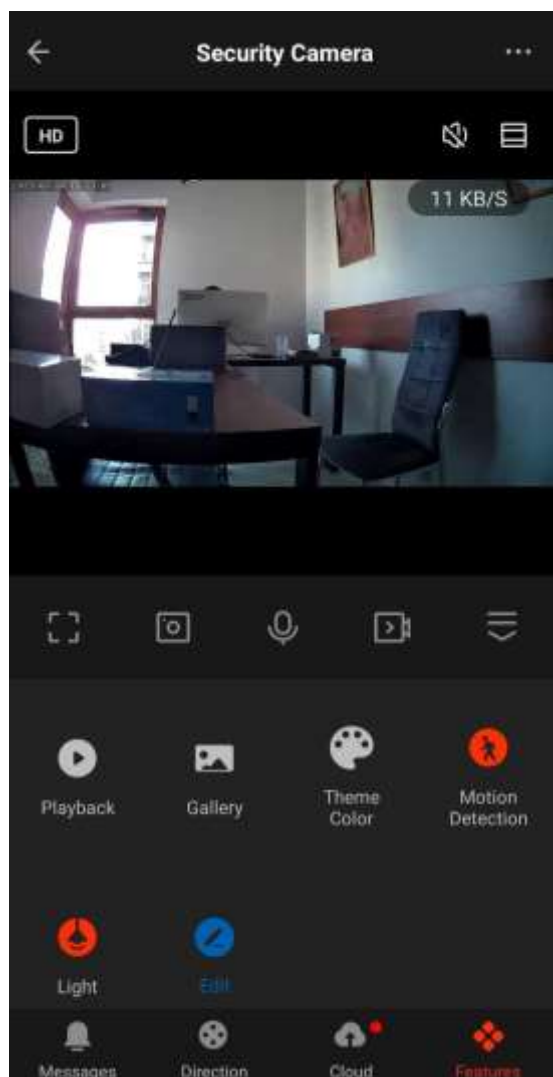 Security Camera
HD
11 KB/S
Playback
Gallery
Theme
Color
Motion
Detection
Light
Edit
Messages
Direction
Cloud
Features